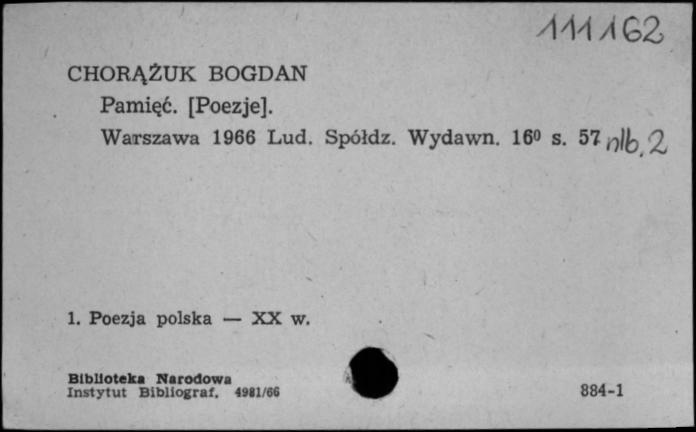 111162
CHORĄŻUK BOGDAN
Pamięć. [Poezje].
Warszawa 1966 Lud. Spółdz. Wydawn. 16⁰ s. 57 nlb. 2
1. Poezja polska — XX w.
Biblioteka Narodowa
Instytut Bibliograf. 4981/66
884-1